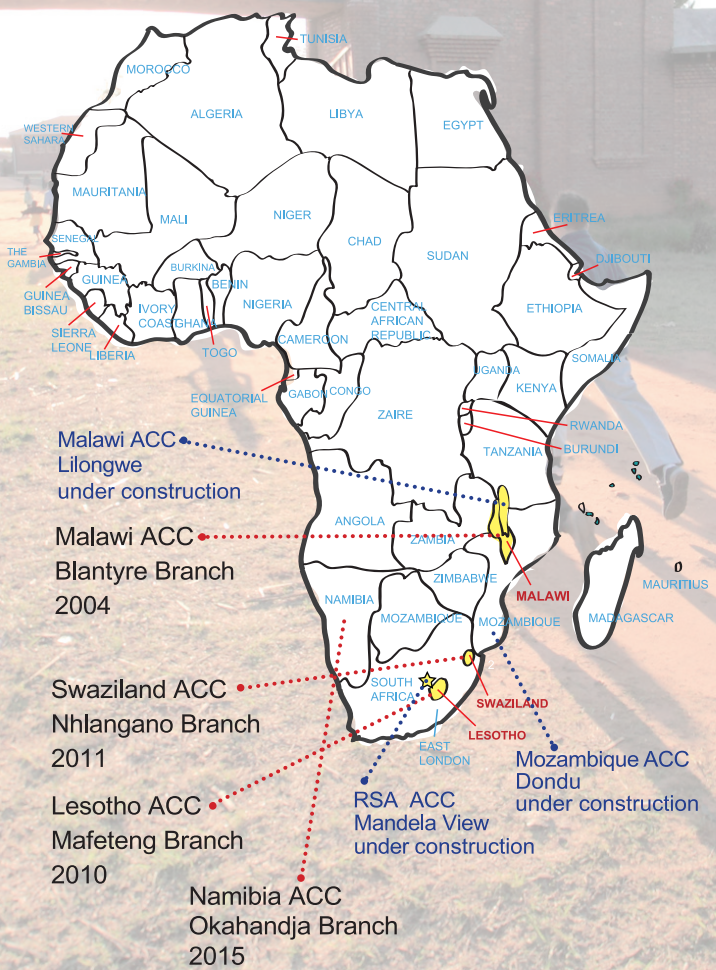 TUNISIA
MOROCCO
ALGERIA
LIBYA
EGYPT
WESTERN
SAHARA
MAURITANIA
MALI
NIGER
CHAD
SUDAN
ERITREA
SENEGAL
THE
GAMBIA
DJIBOUTI
GUINEA
BURKINA
BENIN
NIGERIA
GUINEA
BISSAU
IVORY
COAST
GHANA
CENTRAL
AFRICAN
REPUBLIC
ETHIOPIA
SIERRA
LEONE
LIBERIA
TOGO
CAMEROON
SOMALIA
UGANDA
KENYA
EQUATORIAL
GUINEA
GABON
CONGO
ZAIRE
RWANDA
BURUNDI
TANZANIA
Malawi ACC
Lilongwe
under construction
ANGOLA
ZAMBIA
Malawi ACC
Blantyre Branch
2004
ZIMBABWE
MALAWI
MAURITIUS
NAMIBIA
MOZAMBIQUE
MOZAMBIQUE
MADAGASCAR
SOUTH
AFRICA
SWAZILAND
LESOTHO
EAST
LONDON
Swaziland ACC
Nhlangano Branch
2011
Mozambique ACC
Dondu
under construction
RSA ACC
Mandela View
under construction
Lesotho ACC
Mafeteng Branch
2010
Namibia ACC
Okahandja Branch
2015